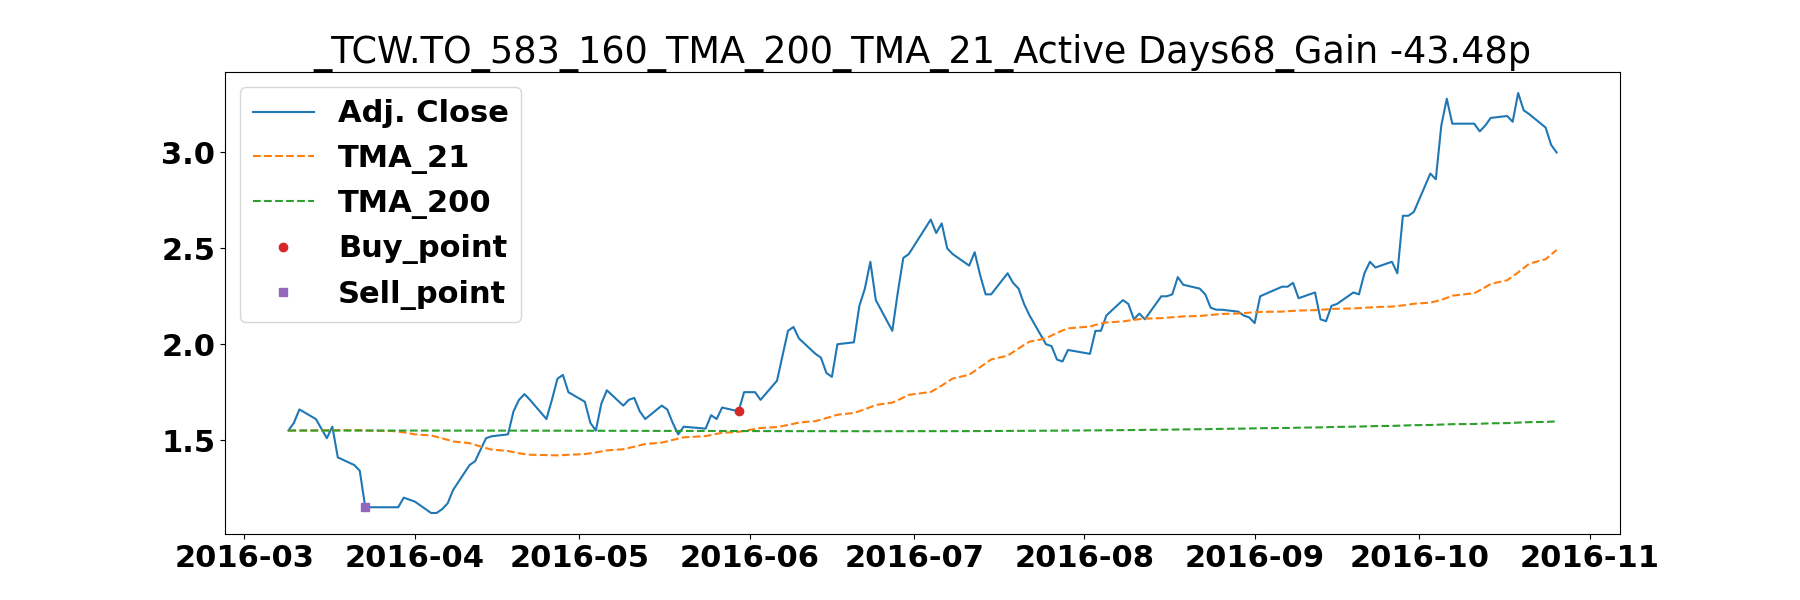 _TCW.TO_583_160_TMA_200_TMA_21_Active Days68_Gain -43.48p
Adj. Close
TMA_21
TMA_200
Buy_point
Sell_point
3.0
2.5
2.0
1.5
2016-03 2016-04 2016-05 2016-06 2016-07 2016-08 2016-09 2016-10 2016-11